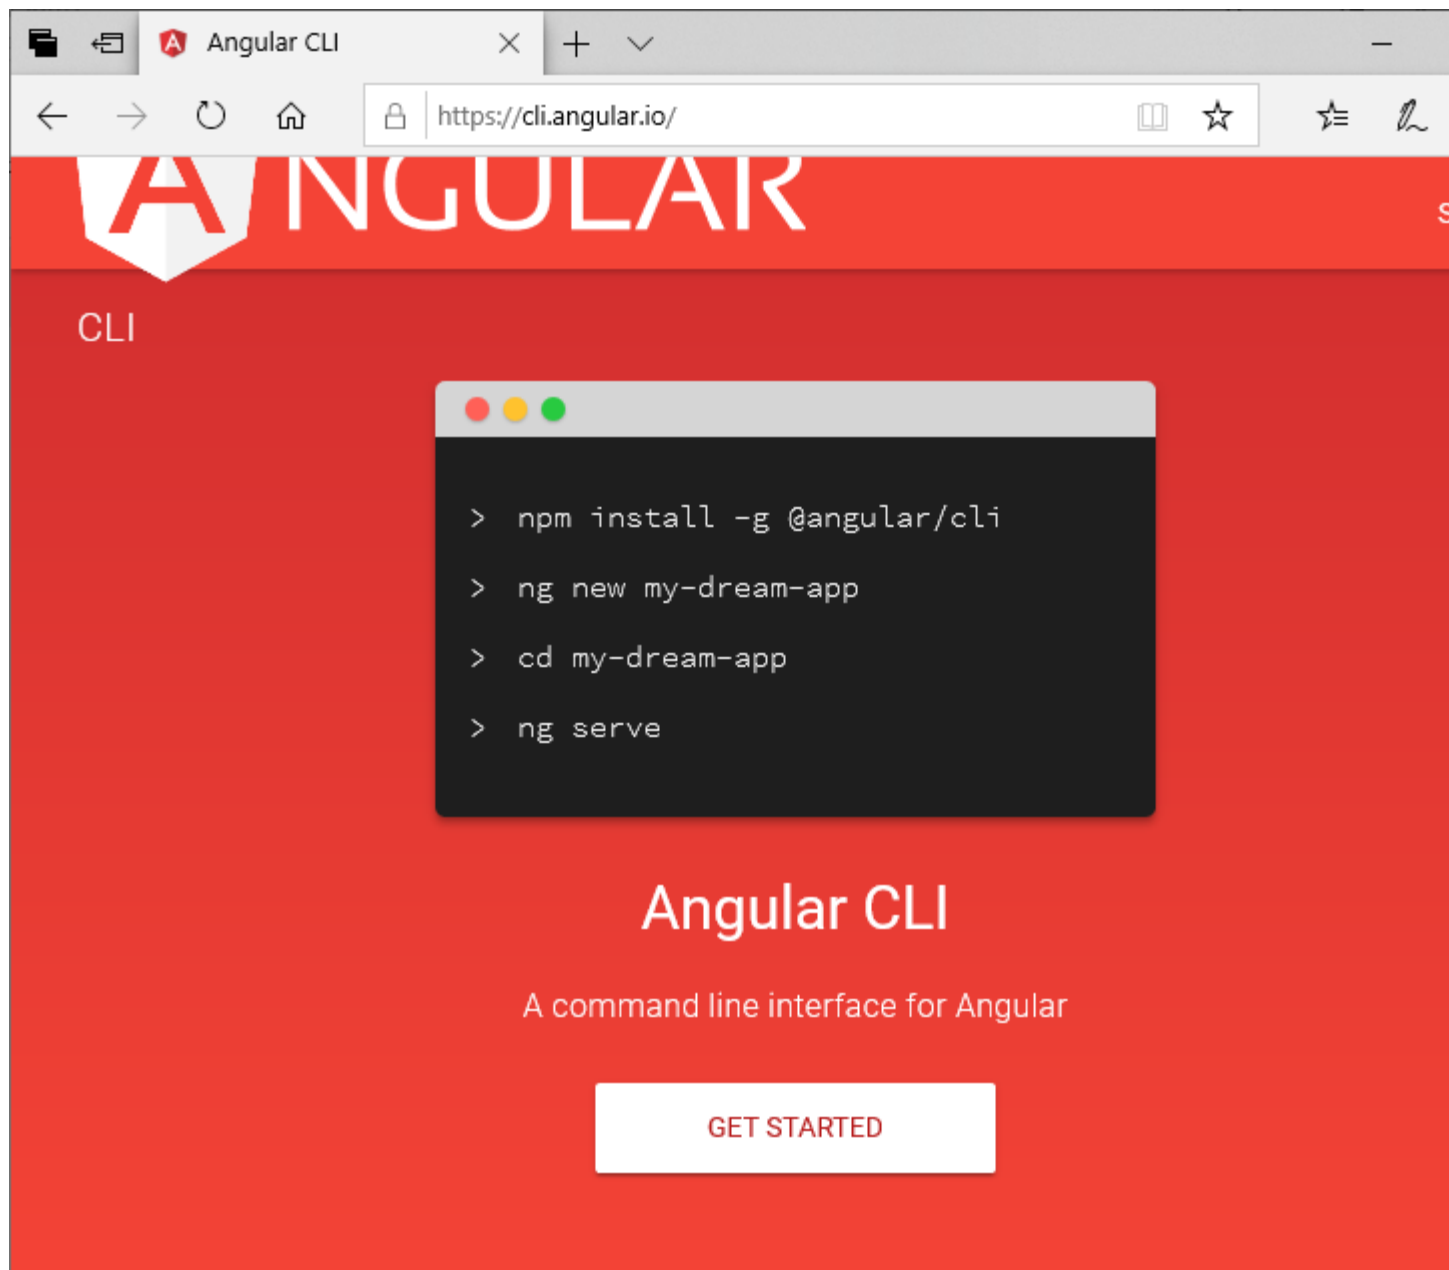 Angular CLI
https://cli.angular.io/
ANGULAR
CLI
> npm install -g @angular/cli
> ng new my-dream-app
> cd my-dream-app
> ng serve
Angular CLI
A command line interface for Angular
GET STARTED